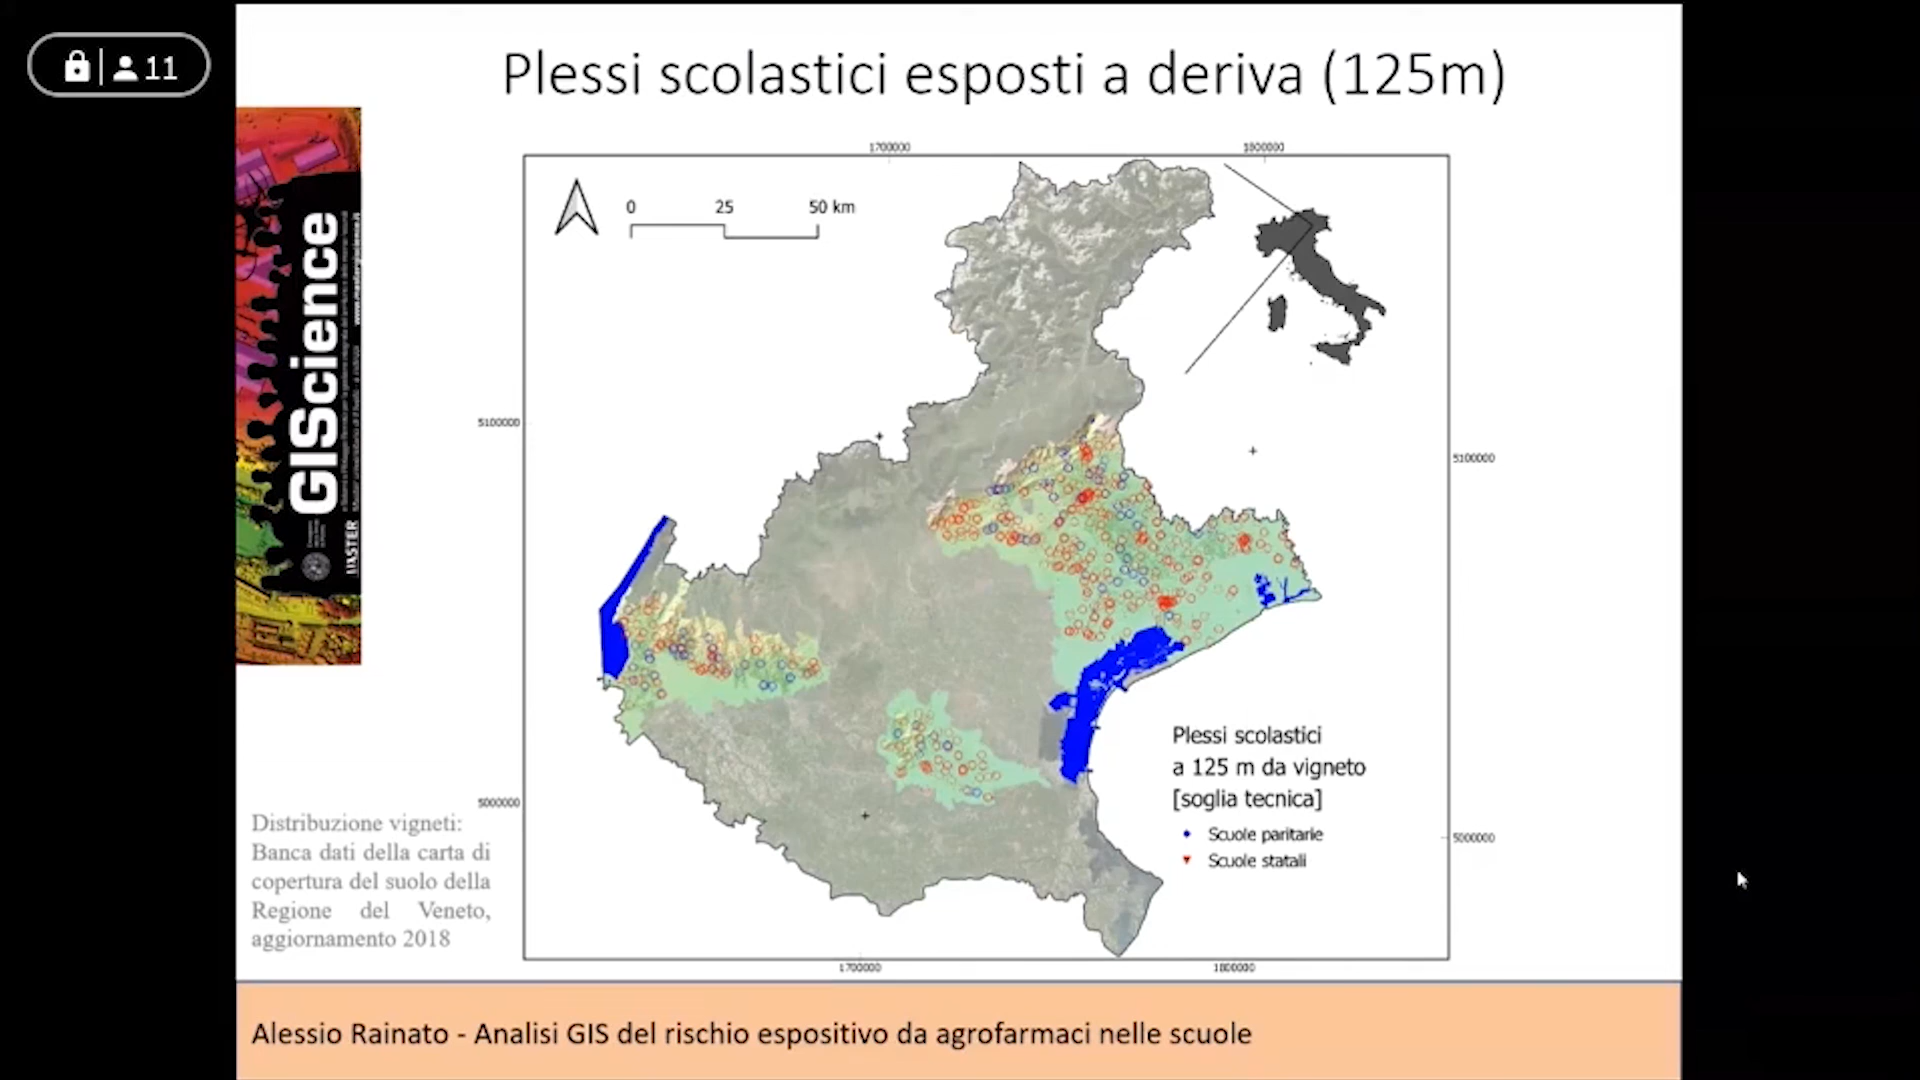 11
Plessi scolastici esposti a deriva (125m)
GIScience
1700000
1800000
0 25 50 km
5100000
5100000
Plessi scolastici
a 125 m da vigneto
[soglia tecnica]
Scuole paritarie
Scuole statali
5000000
5000000
1700000
1800000
Distribuzione vigneti:
Banca dati della carta di
copertura del suolo della
Regione del Veneto,
aggiornamento 2018
Alessio Rainato - Analisi GIS del rischio espositivo da agrofarmaci nelle scuole